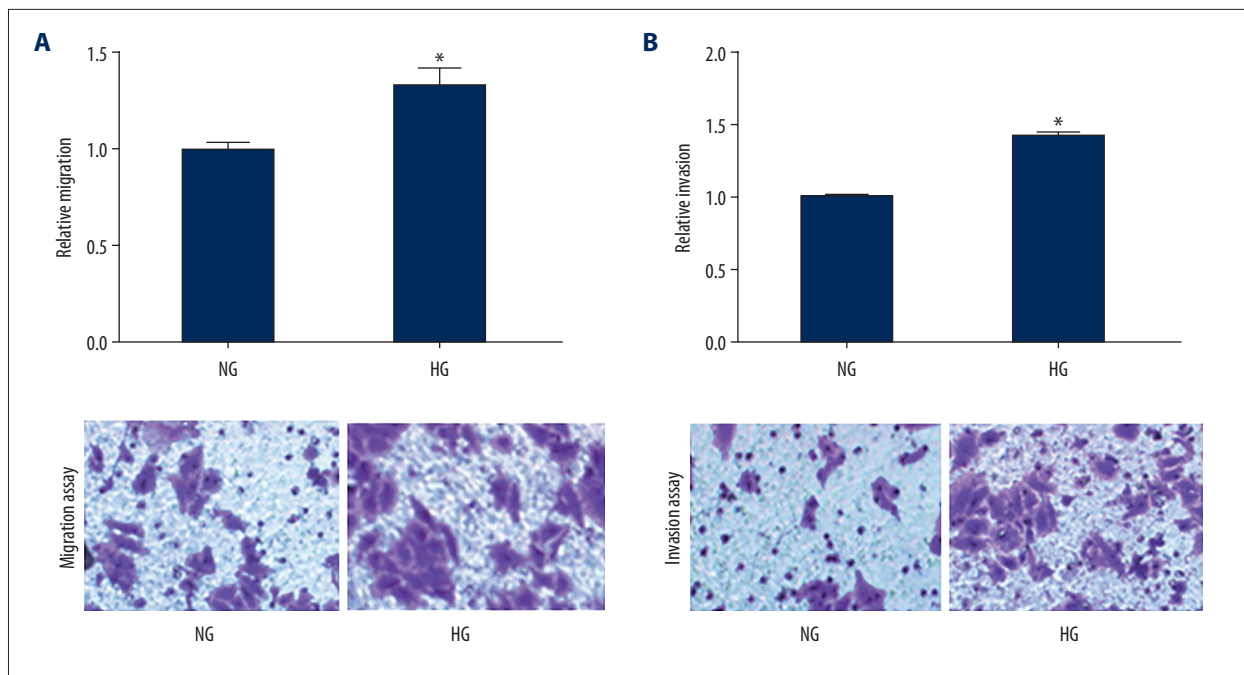 A
1.5
1.0
0.5
0.0
Relative migration
*
NG
HG
Migration assay
NG
HG
B
2.0
1.5
1.0
0.5
0.0
Relative invasion
*
NG
HG
Invasion assay
NG
HG